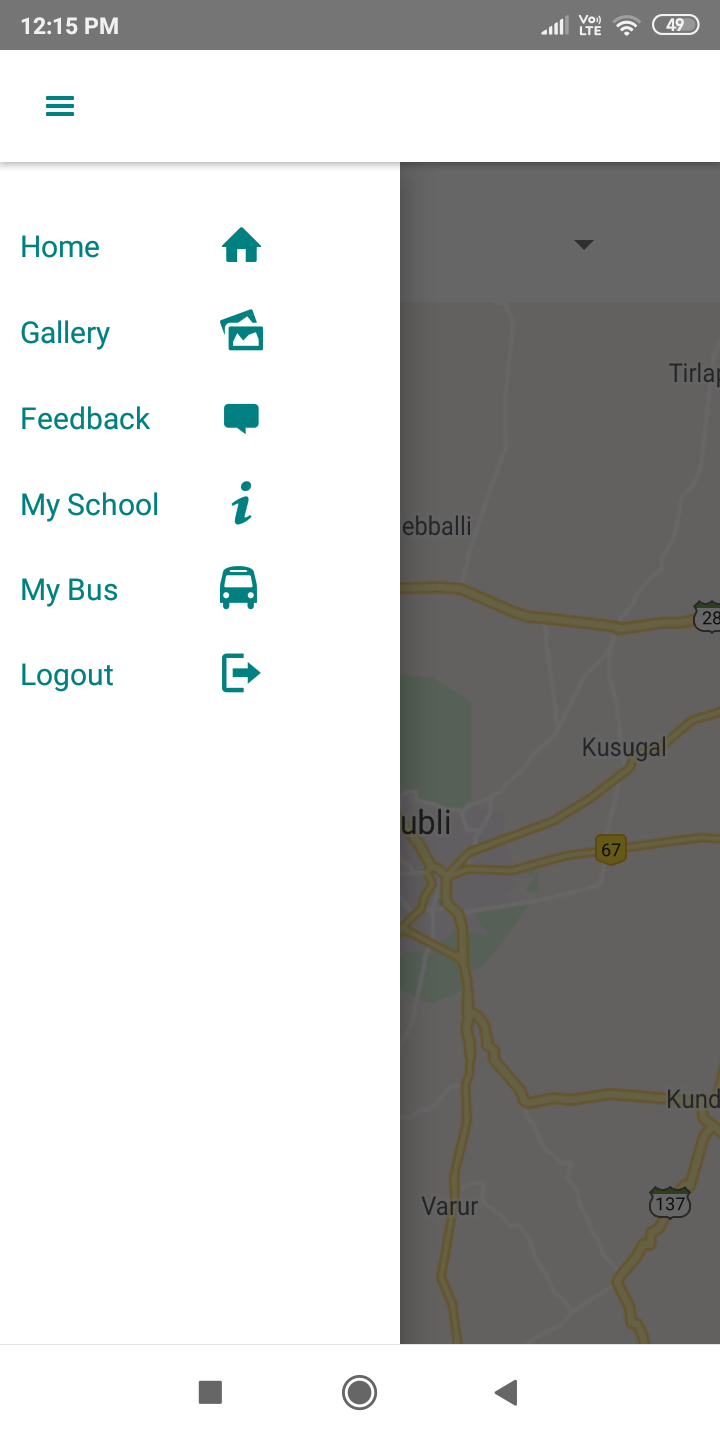 12:15 PM
Vo)) LTE
49
Home
Gallery
Feedback
My School
My Bus
Logout
Tirlap
ebballi
28
Kusugal
ubli
67
Kund
Varur
137